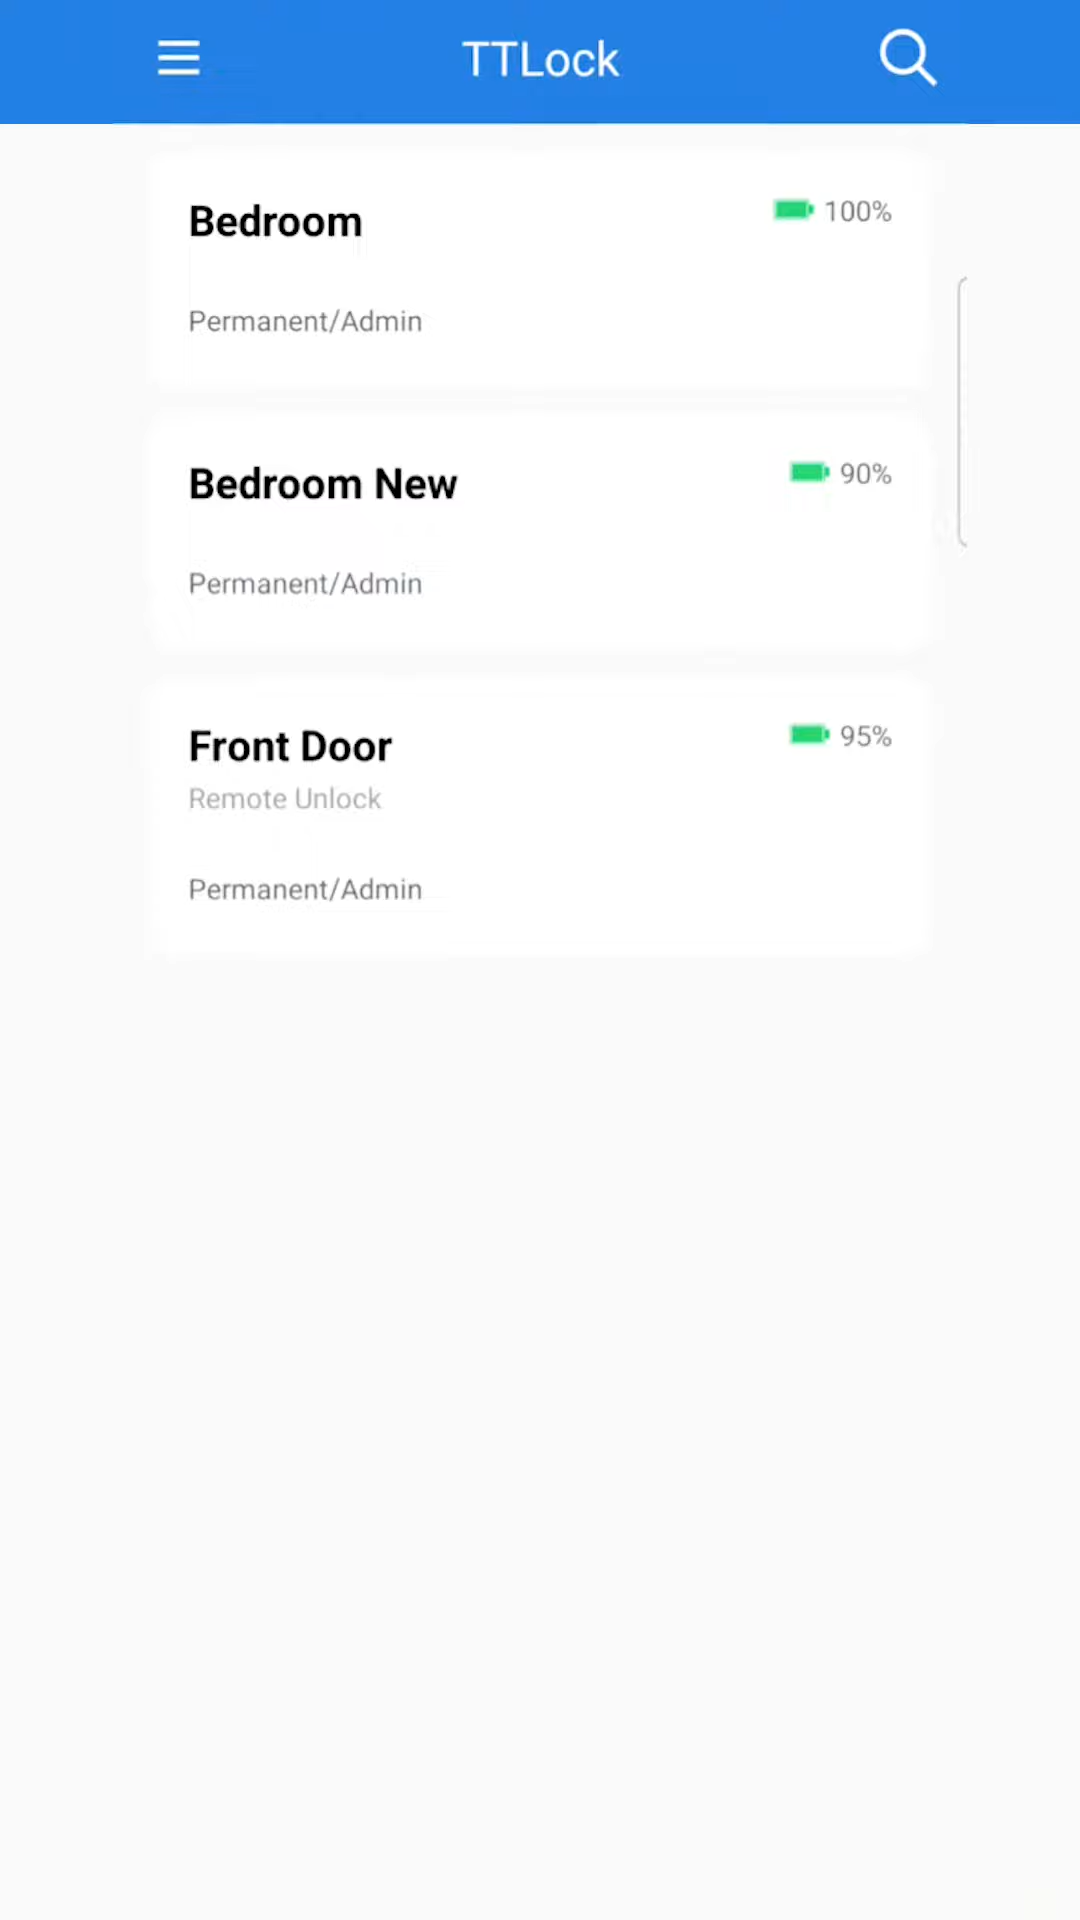 TTLock
Bedroom
100%
Permanent/Admin
Bedroom New
90%
Permanent/Admin
Front Door
95%
Remote Unlock
Permanent/Admin